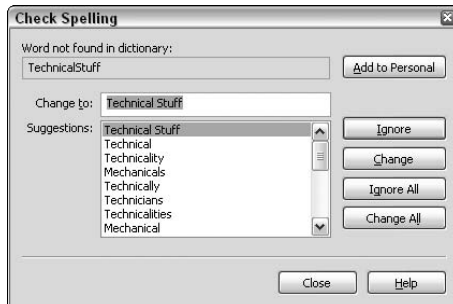 Check Spelling
Word not found in dictionary:
TechnicalStuff
Add to Personal
Change to: Technical Stuff
Suggestions: Technical Stuff
Technical
Technicality
Mechanicals
Technically
Technicians
Technicalities
Mechanical
Ignore
Change
Ignore All
Change All
Close
Help